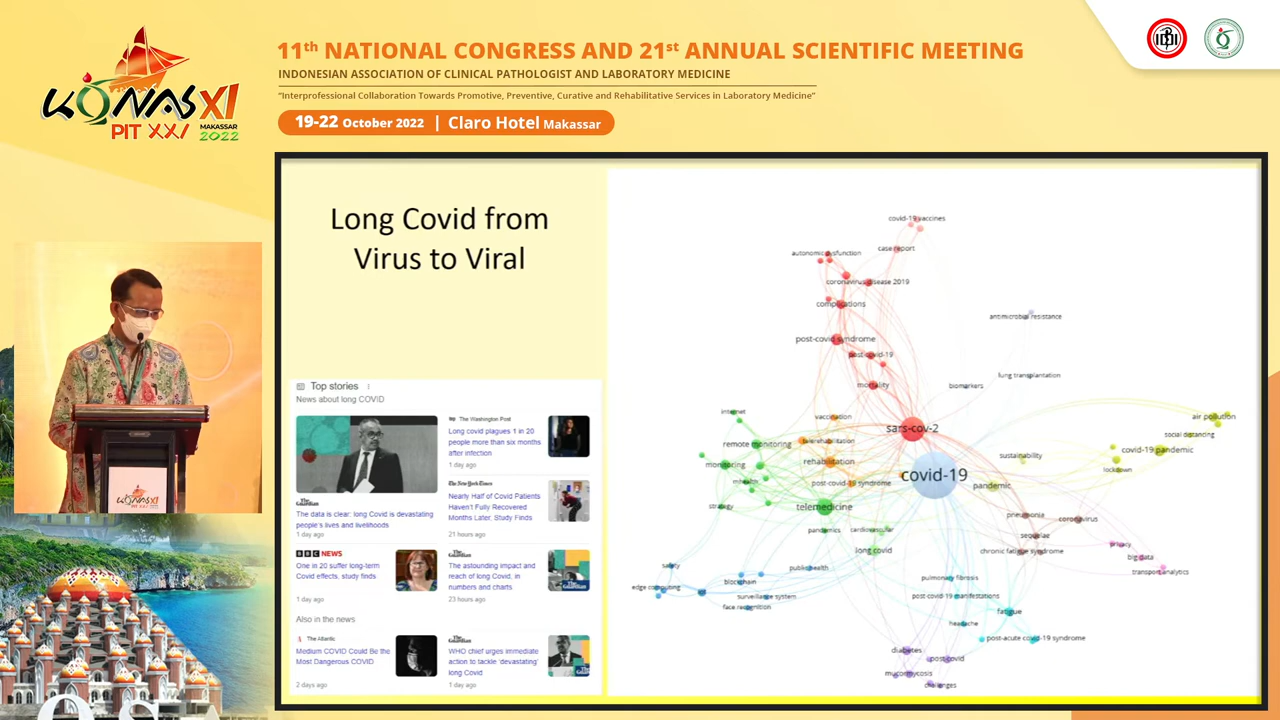 11th NATIONAL CONGRESS AND 21st ANNUAL SCIENTIFIC MEETING
INDONESIAN ASSOCIATION OF CLINICAL PATHOLOGIST AND LABORATORY MEDICINE
"Interprofessional Collaboration Towards Promotive, Preventive, Curative and Rehabilitative Services in Laboratory Medicine"
19-22 October 2022 | Claro Hotel Makassar
KONAS XI
PIT XXI MAKASSAR 2022
IDI
Long Covid from
Virus to Viral
Top stories
News about long COVID
The Guardian
The data is clear: long Covid is devastating
people's lives and livelihoods
1 day ago
The Washington Post
Long covid plagues 1 in 20
people more than six months
after infection
1 day ago
The New York Times
Nearly Half of Covid Patients
Haven't Fully Recovered
Months Later, Study Finds
21 hours ago
BBC NEWS
One in 20 suffer long-term
Covid effects, study finds
1 day ago
The Guardian
The astounding impact and
reach of long Covid, in
numbers and charts
23 hours ago
Also in the news
The Atlantic
Medium COVID Could Be the
Most Dangerous COVID
2 days ago
The Guardian
WHO chief urges immediate
action to tackle 'devastating'
long Covid
1 day ago
covid-19 vaccines
case report
autonomic dysfunction
coronavirus disease 2019
complications
antimicrobial resistance
post-covid syndrome
post-covid-19
lung transplantation
mortality
biomarkers
internet
vaccination
air pollution
sars-cov-2
social distancing
remote monitoring
telerehabilitation
covid-19 pandemic
sustainability
monitoring
rehabilitation
lockdown
covid-19
mhealth
post-covid-19 syndrome
pandemic
strategy
telemedicine
pneumonia
coronavirus
pandemics
cardiovascular
sequelae
privacy
long covid
chronic fatigue syndrome
big data
safety
public health
transport analytics
blockchain
pulmonary fibrosis
edge computing
surveillance system
post-covid-19 manifestations
face recognition
fatigue
headache
post-acute covid-19 syndrome
diabetes
post-covid
mucormycosis
challenges
KONAS XI